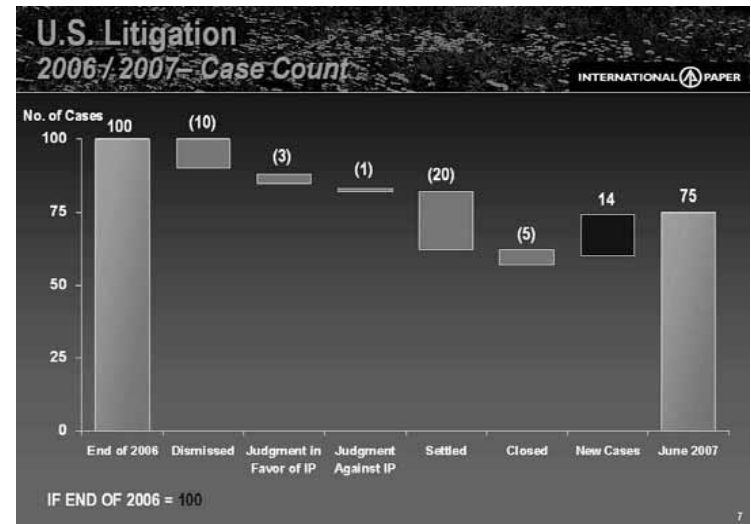 U.S. Litigation
2006 / 2007– Case Count
INTERNATIONAL PAPER
No. of Cases
100
75
50
25
0
100
(10)
(3)
(1)
(20)
(5)
14
75
End of 2006
Dismissed
Judgment in
Favor of IP
Judgment
Against IP
Settled
Closed
New Cases
June 2007
IF END OF 2006 = 100
7